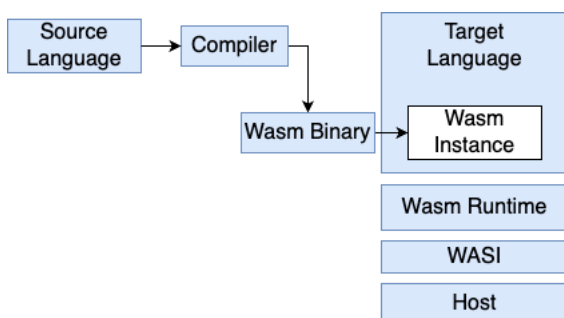 Source
Language
Compiler
Wasm Binary
Target
Language
Wasm
Instance
Wasm Runtime
WASI
Host